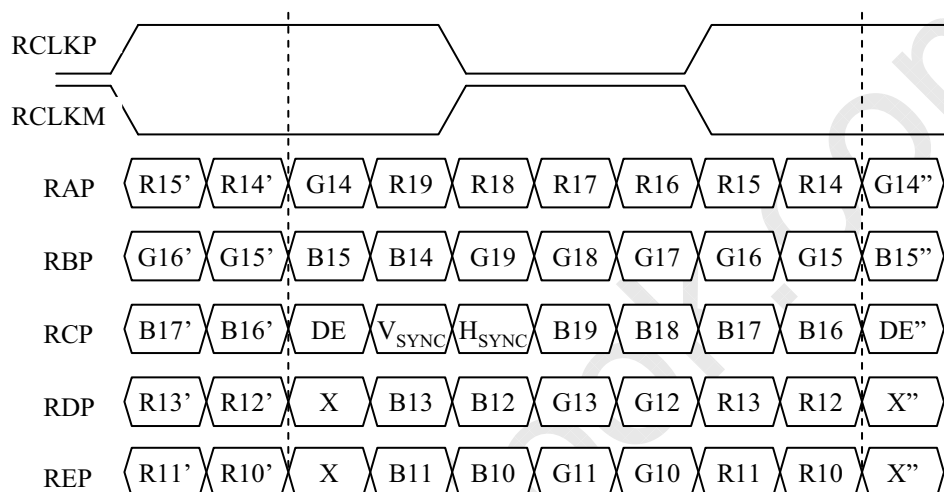 RCLKP
RCLKM
RAP R15’ R14’ G14 R19 R18 R17 R16 R15 R14 G14”
RBP G16’ G15’ B15 B14 G19 G18 G17 G16 G15 B15”
RCP B17’ B16’ DE VSYNC HSYNC B19 B18 B17 B16 DE”
RDP R13’ R12’ X B13 B12 G13 G12 R13 R12 X”
REP R11’ R10’ X B11 B10 G11 G10 R11 R10 X”